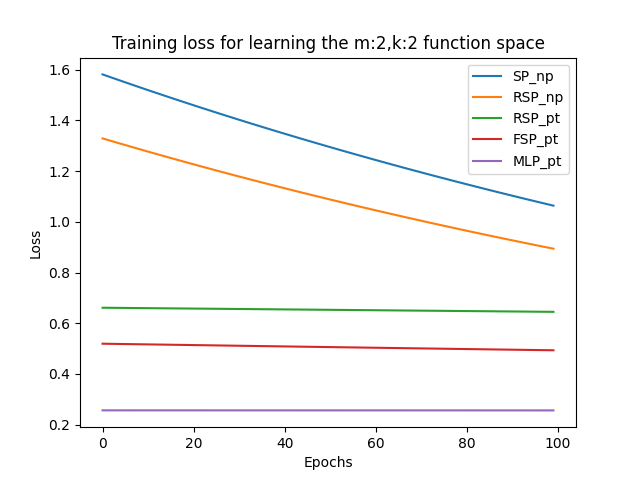 Training loss for learning the m:2,k:2 function space
1.6
1.4
1.2
1.0
0.8
0.6
0.4
0.2
Loss
0
20
40
60
80
100
Epochs
SP_np
RSP_np
RSP_pt
FSP_pt
MLP_pt